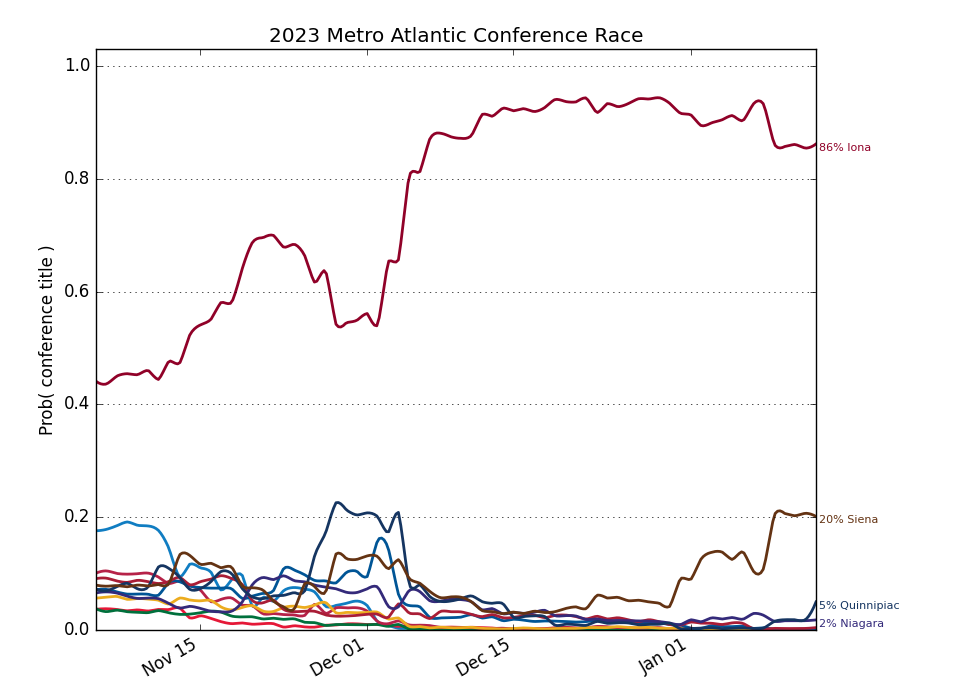 2023 Metro Atlantic Conference Race
Prob( conference title )
1.0
0.8
0.6
0.4
0.2
0.0
86% Iona
20% Siena
5% Quinnipiac
2% Niagara
Nov 15
Dec 01
Dec 15
Jan 01